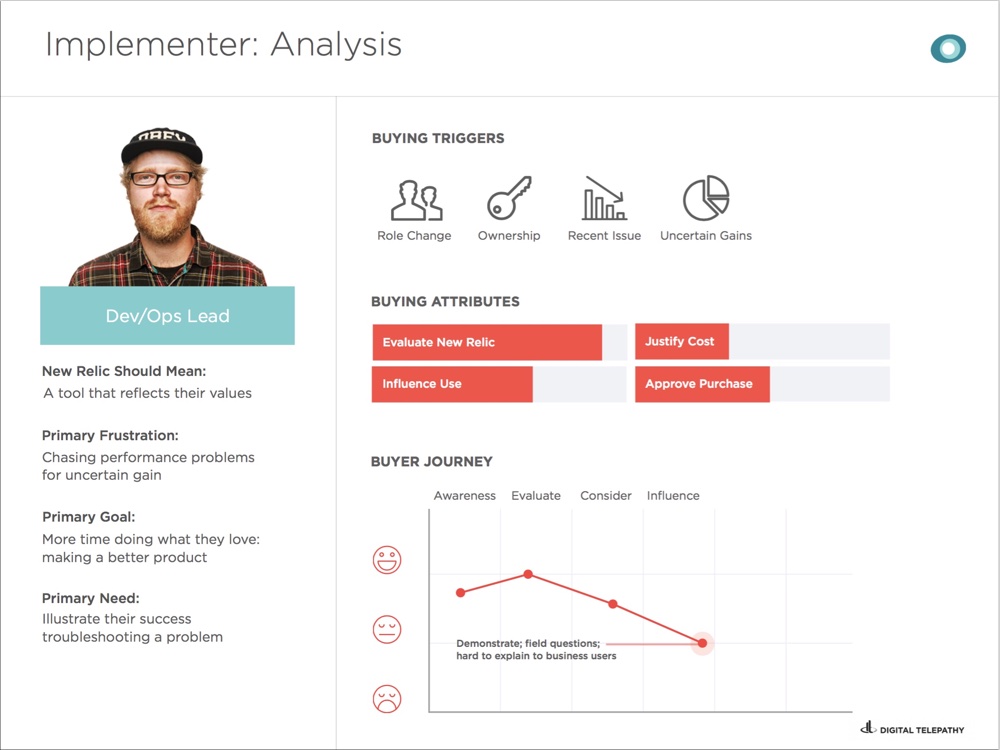 Implementer: Analysis
OBEY
Dev/Ops Lead
New Relic Should Mean:
A tool that reflects their values
Primary Frustration:
Chasing performance problems
for uncertain gain
Primary Goal:
More time doing what they love:
making a better product
Primary Need:
Illustrate their success
troubleshooting a problem
BUYING TRIGGERS
Role Change
Ownership
Recent Issue
Uncertain Gains
BUYING ATTRIBUTES
Evaluate New Relic
Justify Cost
Influence Use
Approve Purchase
BUYER JOURNEY
Awareness
Evaluate
Consider
Influence
Demonstrate; field questions;
hard to explain to business users
DIGITAL TELEPATHY